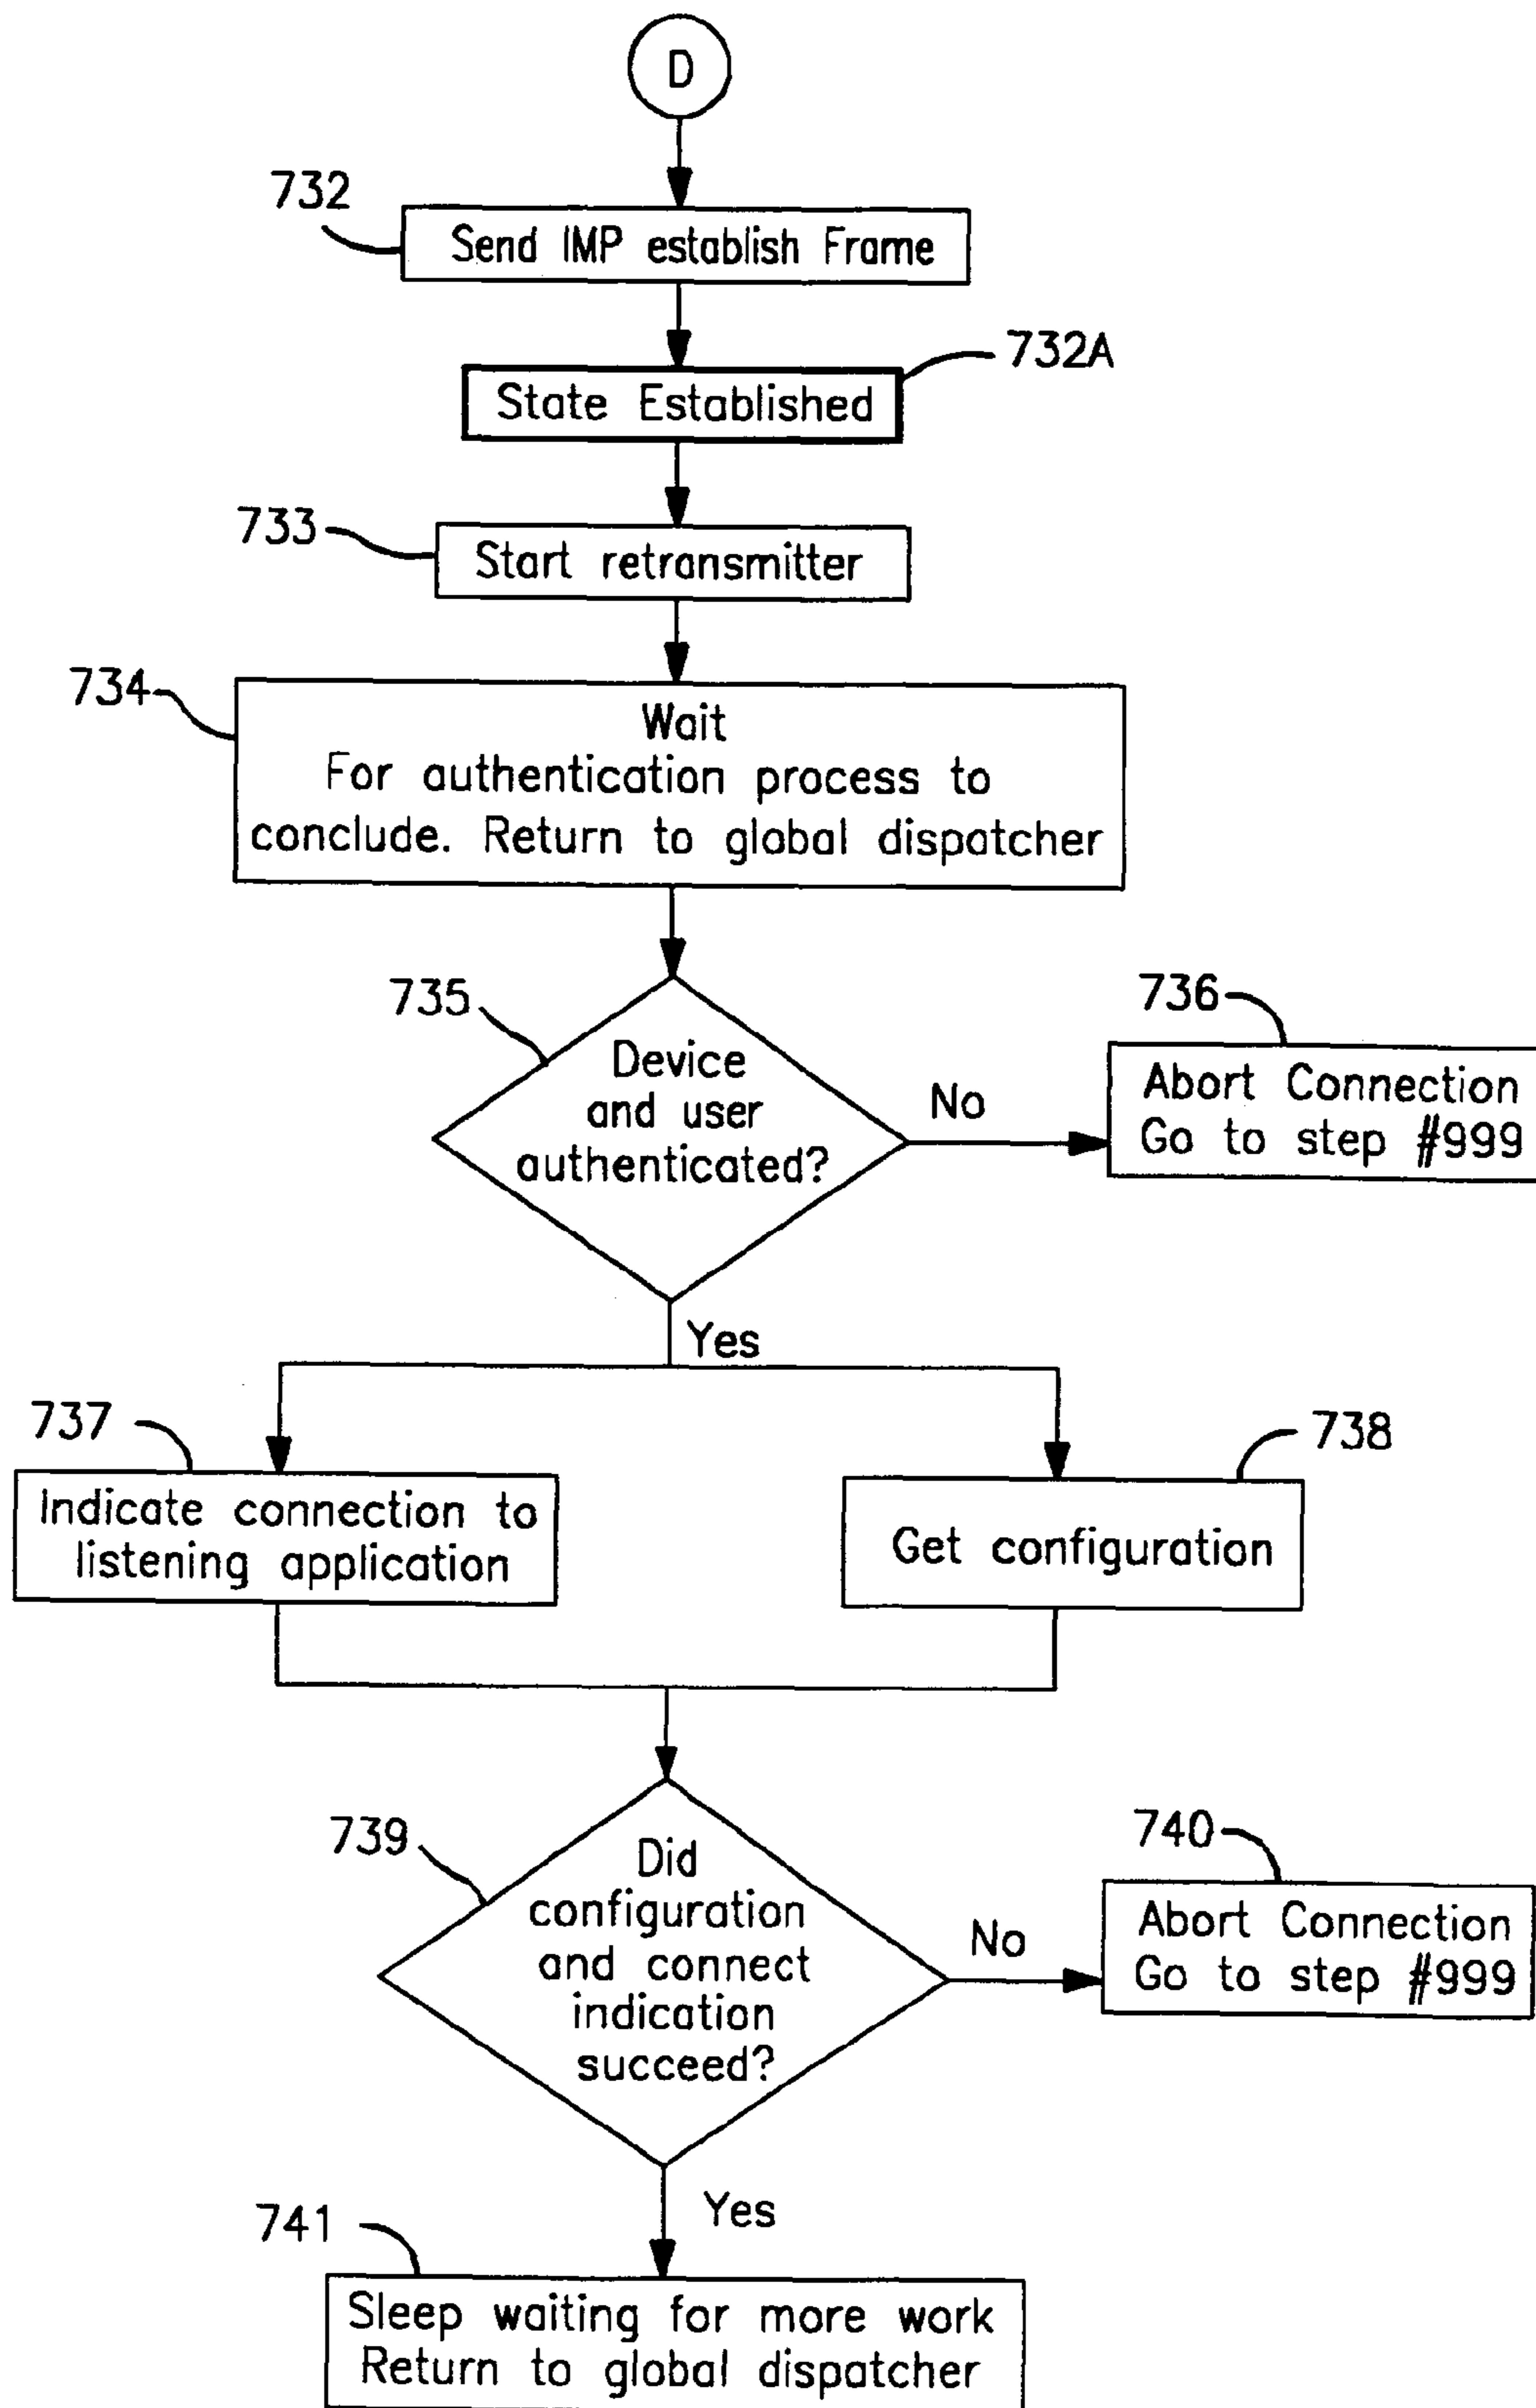 D
732
Send IMP establish Frame
732A
State Established
733
Start retransmitter
734
Wait
For authentication process to
conclude. Return to global dispatcher
735
Device
and user
authenticated?
No
736
Abort Connection
Go to step #999
Yes
737
Indicate connection to
listening application
738
Get configuration
739
Did
configuration
and connect
indication
succeed?
No
740
Abort Connection
Go to step #999
Yes
741
Sleep waiting for more work
Return to global dispatcher